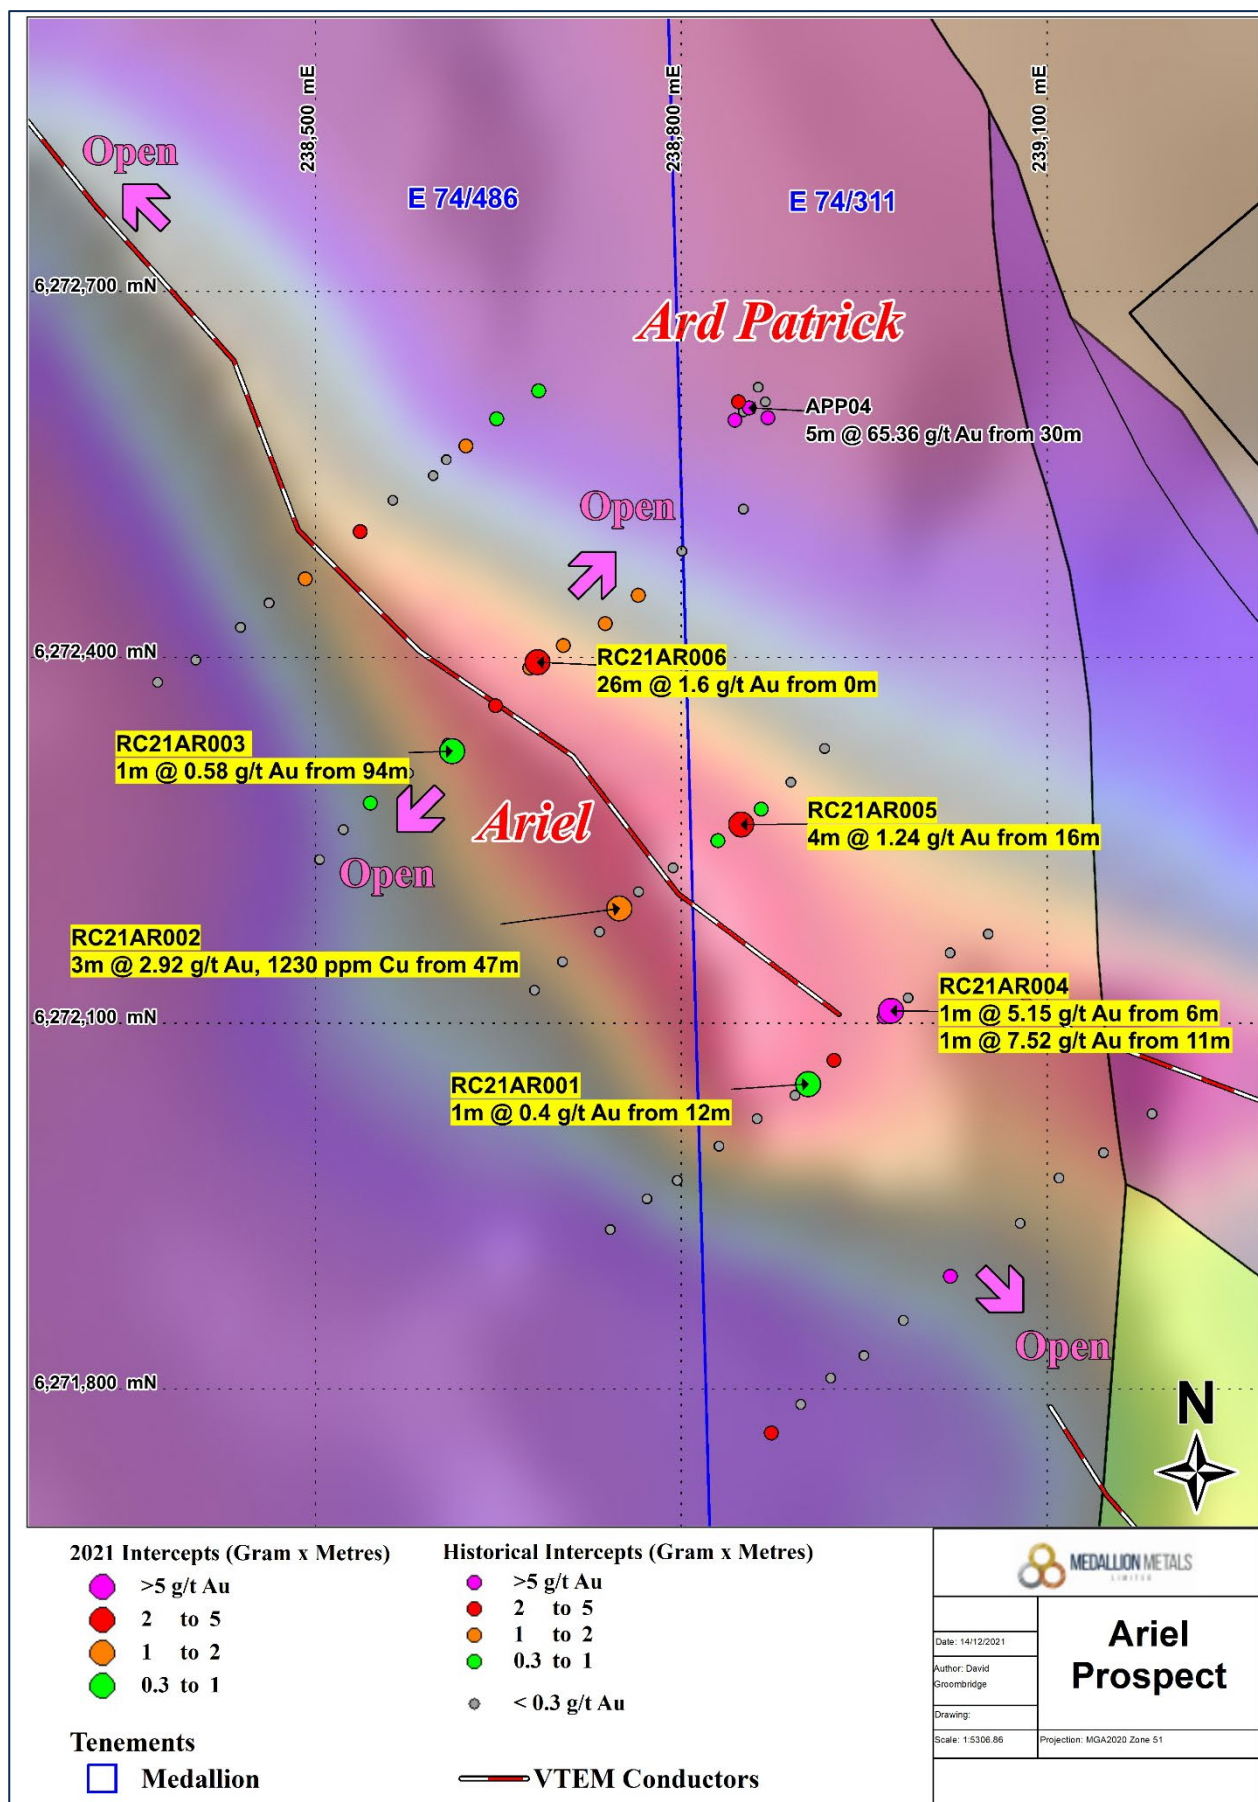 238,500 mE
238,800 mE
239,100 mE
Open
E 74/486
E 74/311
6,272,700 mN
Ard Patrick
APP04
5m @ 65.36 g/t Au from 30m
Open
6,272,400 mN
RC21AR006
26m @ 1.6 g/t Au from 0m
RC21AR003
1m @ 0.58 g/t Au from 94m
Ariel
RC21AR005
4m @ 1.24 g/t Au from 16m
Open
RC21AR002
3m @ 2.92 g/t Au, 1230 ppm Cu from 47m
RC21AR004
1m @ 5.15 g/t Au from 6m
1m @ 7.52 g/t Au from 11m
6,272,100 mN
RC21AR001
1m @ 0.4 g/t Au from 12m
Open
6,271,800 mN
N
2021 Intercepts (Gram x Metres)
>5 g/t Au
2 to 5
1 to 2
0.3 to 1
Historical Intercepts (Gram x Metres)
>5 g/t Au
2 to 5
1 to 2
0.3 to 1
< 0.3 g/t Au
Tenements
Medallion
VTEM Conductors
MEDALLION METALS
LIMITED
Date: 14/12/2021
Author: David
Groombridge
Drawing:
Scale: 1:5306.86
Ariel
Prospect
Projection: MGA2020 Zone 51